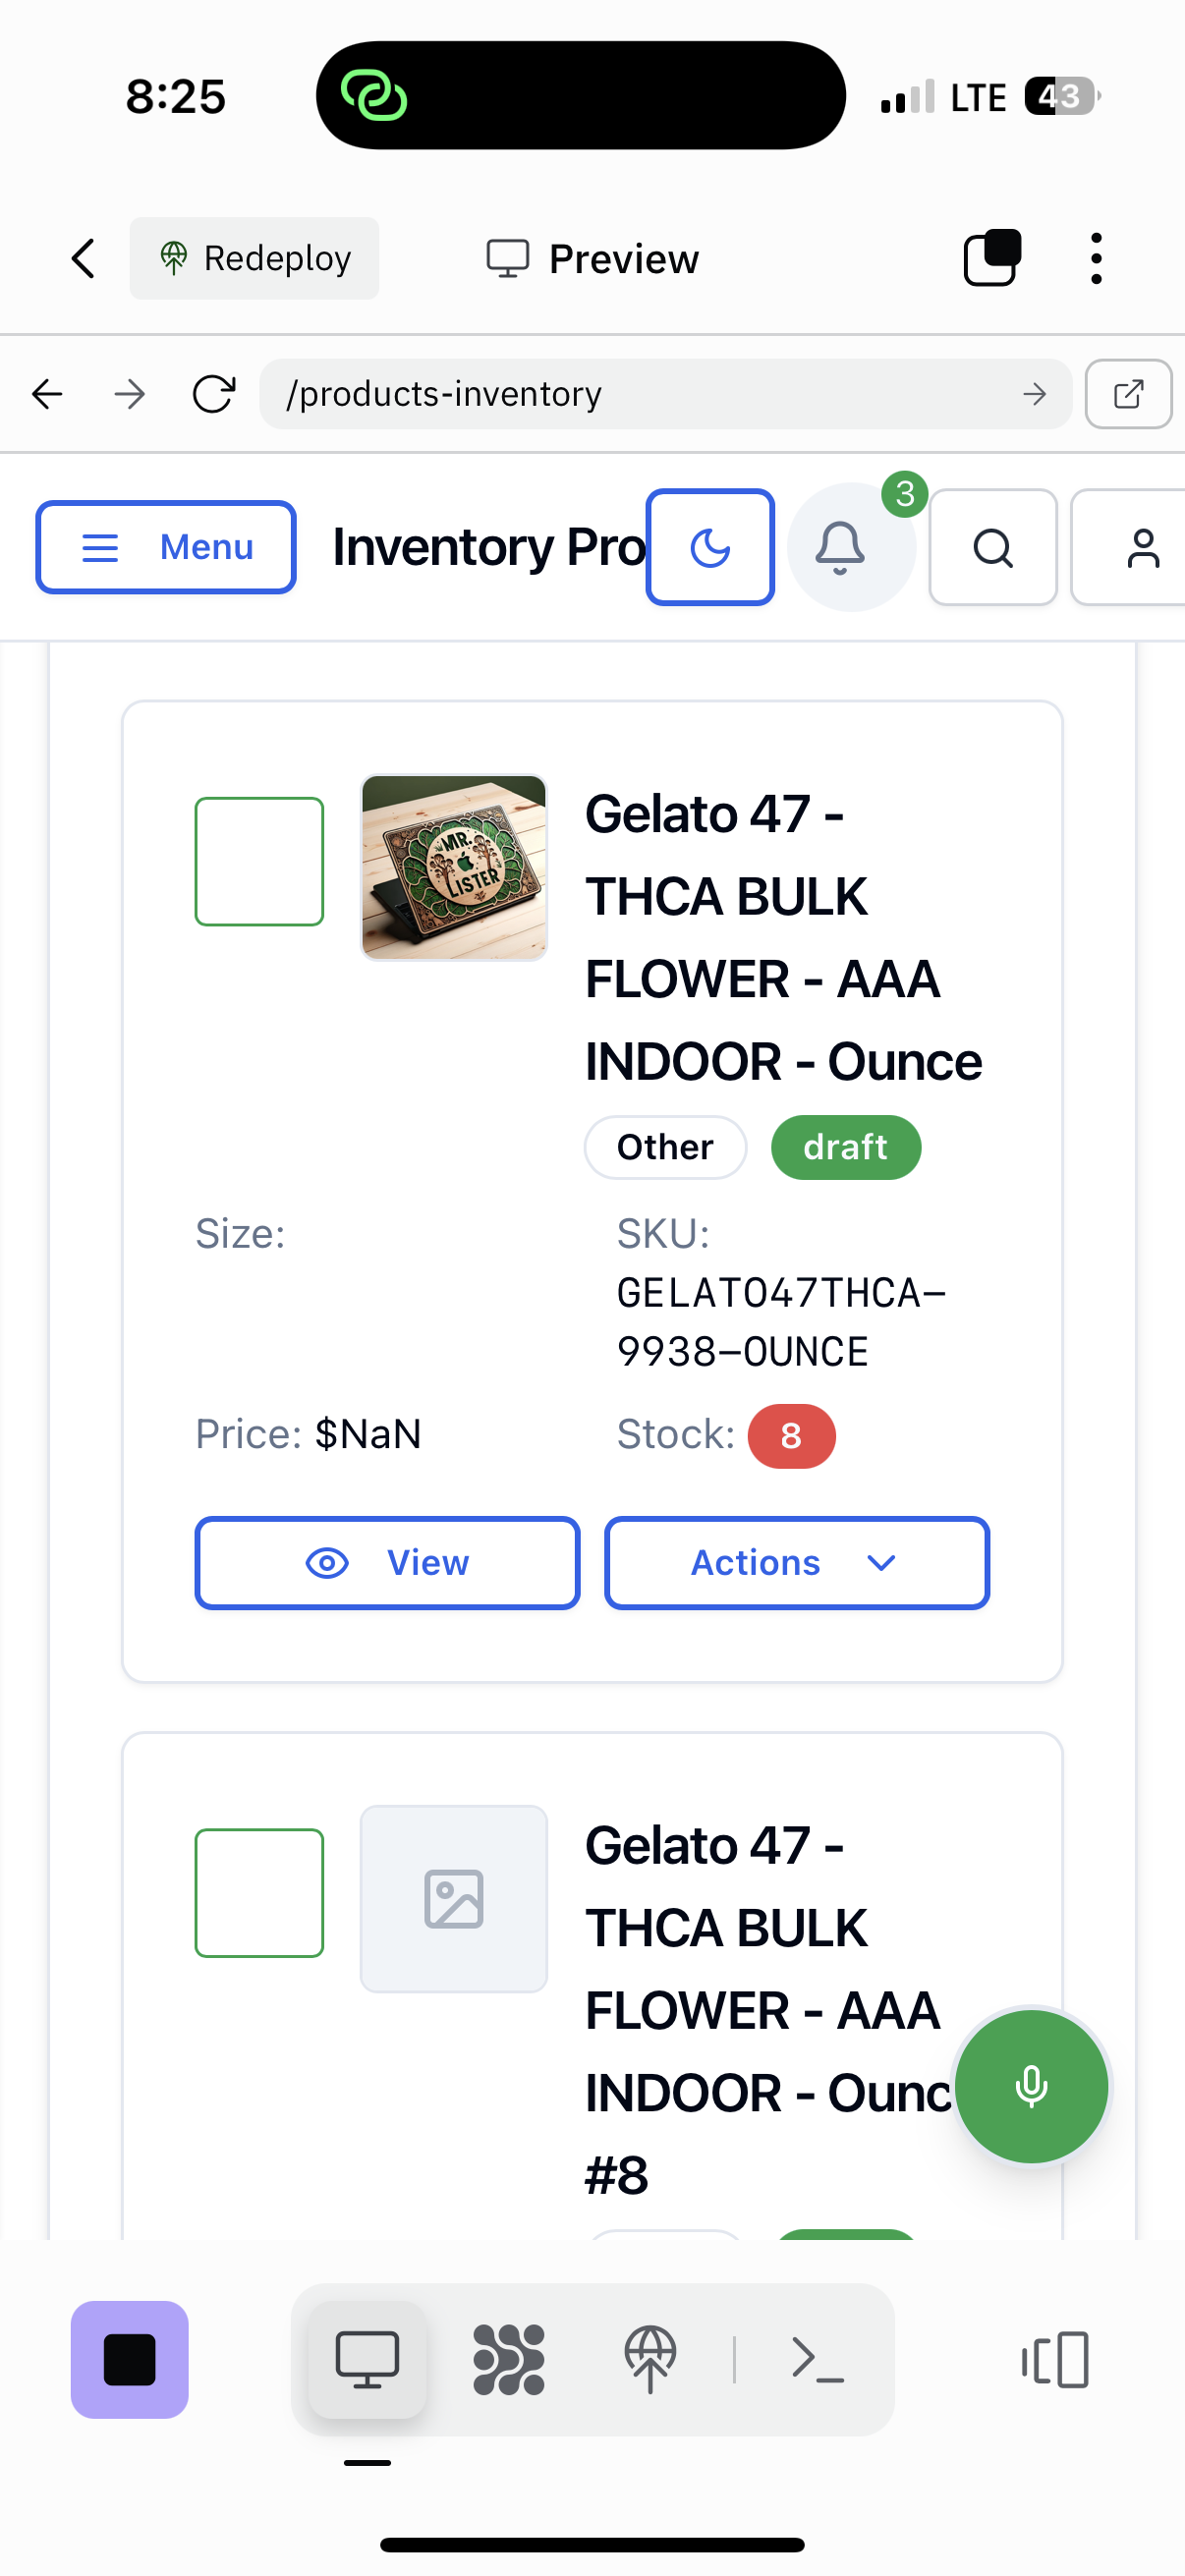 8:25
LTE
43
Redeploy
Preview
/products-inventory
Menu
Inventory Pro
3
MR.
LISTER
Gelato 47 -
THCA BULK
FLOWER - AAA
INDOOR - Ounce
Other
draft
Size:
SKU:
GELATO47THCA-
9938-OUNCE
Price: $NaN
Stock: 8
View
Actions
Gelato 47 -
THCA BULK
FLOWER - AAA
INDOOR - Ounc
#8